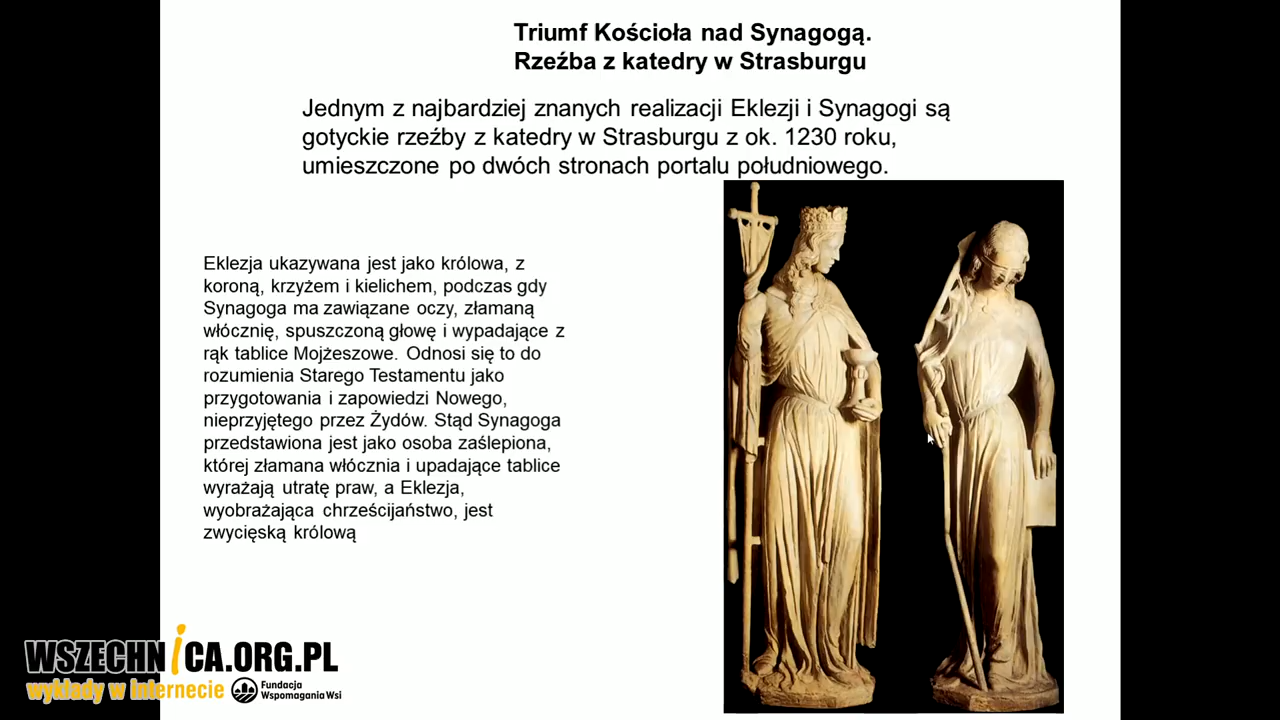 Triumf Kościoła nad Synagogą.
Rzeźba z katedry w Strasburgu
Jednym z najbardziej znanych realizacji Eklezji i Synagogi są
gotyckie rzeźby z katedry w Strasburgu z ok. 1230 roku,
umieszczone po dwóch stronach portalu południowego.
Eklezja ukazywana jest jako królowa, z
koroną, krzyżem i kielichem, podczas gdy
Synagoga ma zawiązane oczy, złamaną
włócznię, spuszczoną głowę i wypadające z
rąk tablice Mojżeszowe. Odnosi się to do
rozumienia Starego Testamentu jako
przygotowania i zapowiedzi Nowego,
nieprzyjętego przez Żydów. Stąd Synagoga
przedstawiona jest jako osoba zaślepiona,
której złamana włócznia i upadające tablice
wyrażają utratę praw, a Eklezja,
wyobrażająca chrześcijaństwo, jest
zwycięską królową
WSZECHNiCA.ORG.PL
wykłady w internecie
Fundacja
Wspomagania Wsi